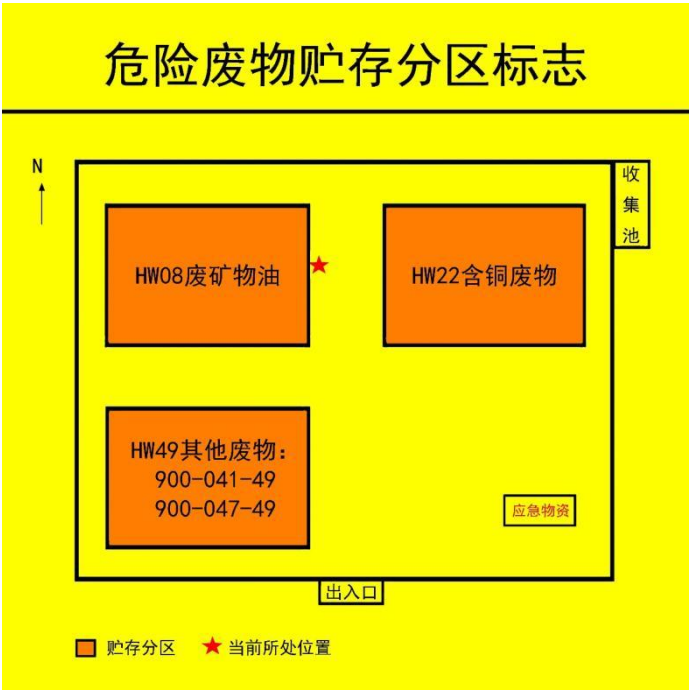 危险废物贮存分区标志
N
收
集
池
HW08废矿物油
HW22含铜废物
HW49其他废物：
900-041-49
900-047-49
应急物资
出入口
贮存分区
当前所处位置